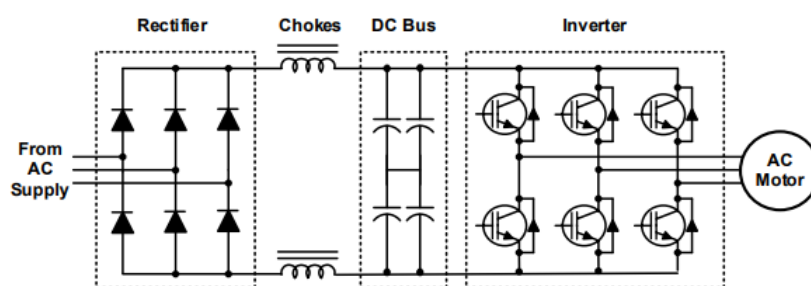 Rectifier
Chokes
DC Bus
Inverter
From
AC
Supply
AC
Motor